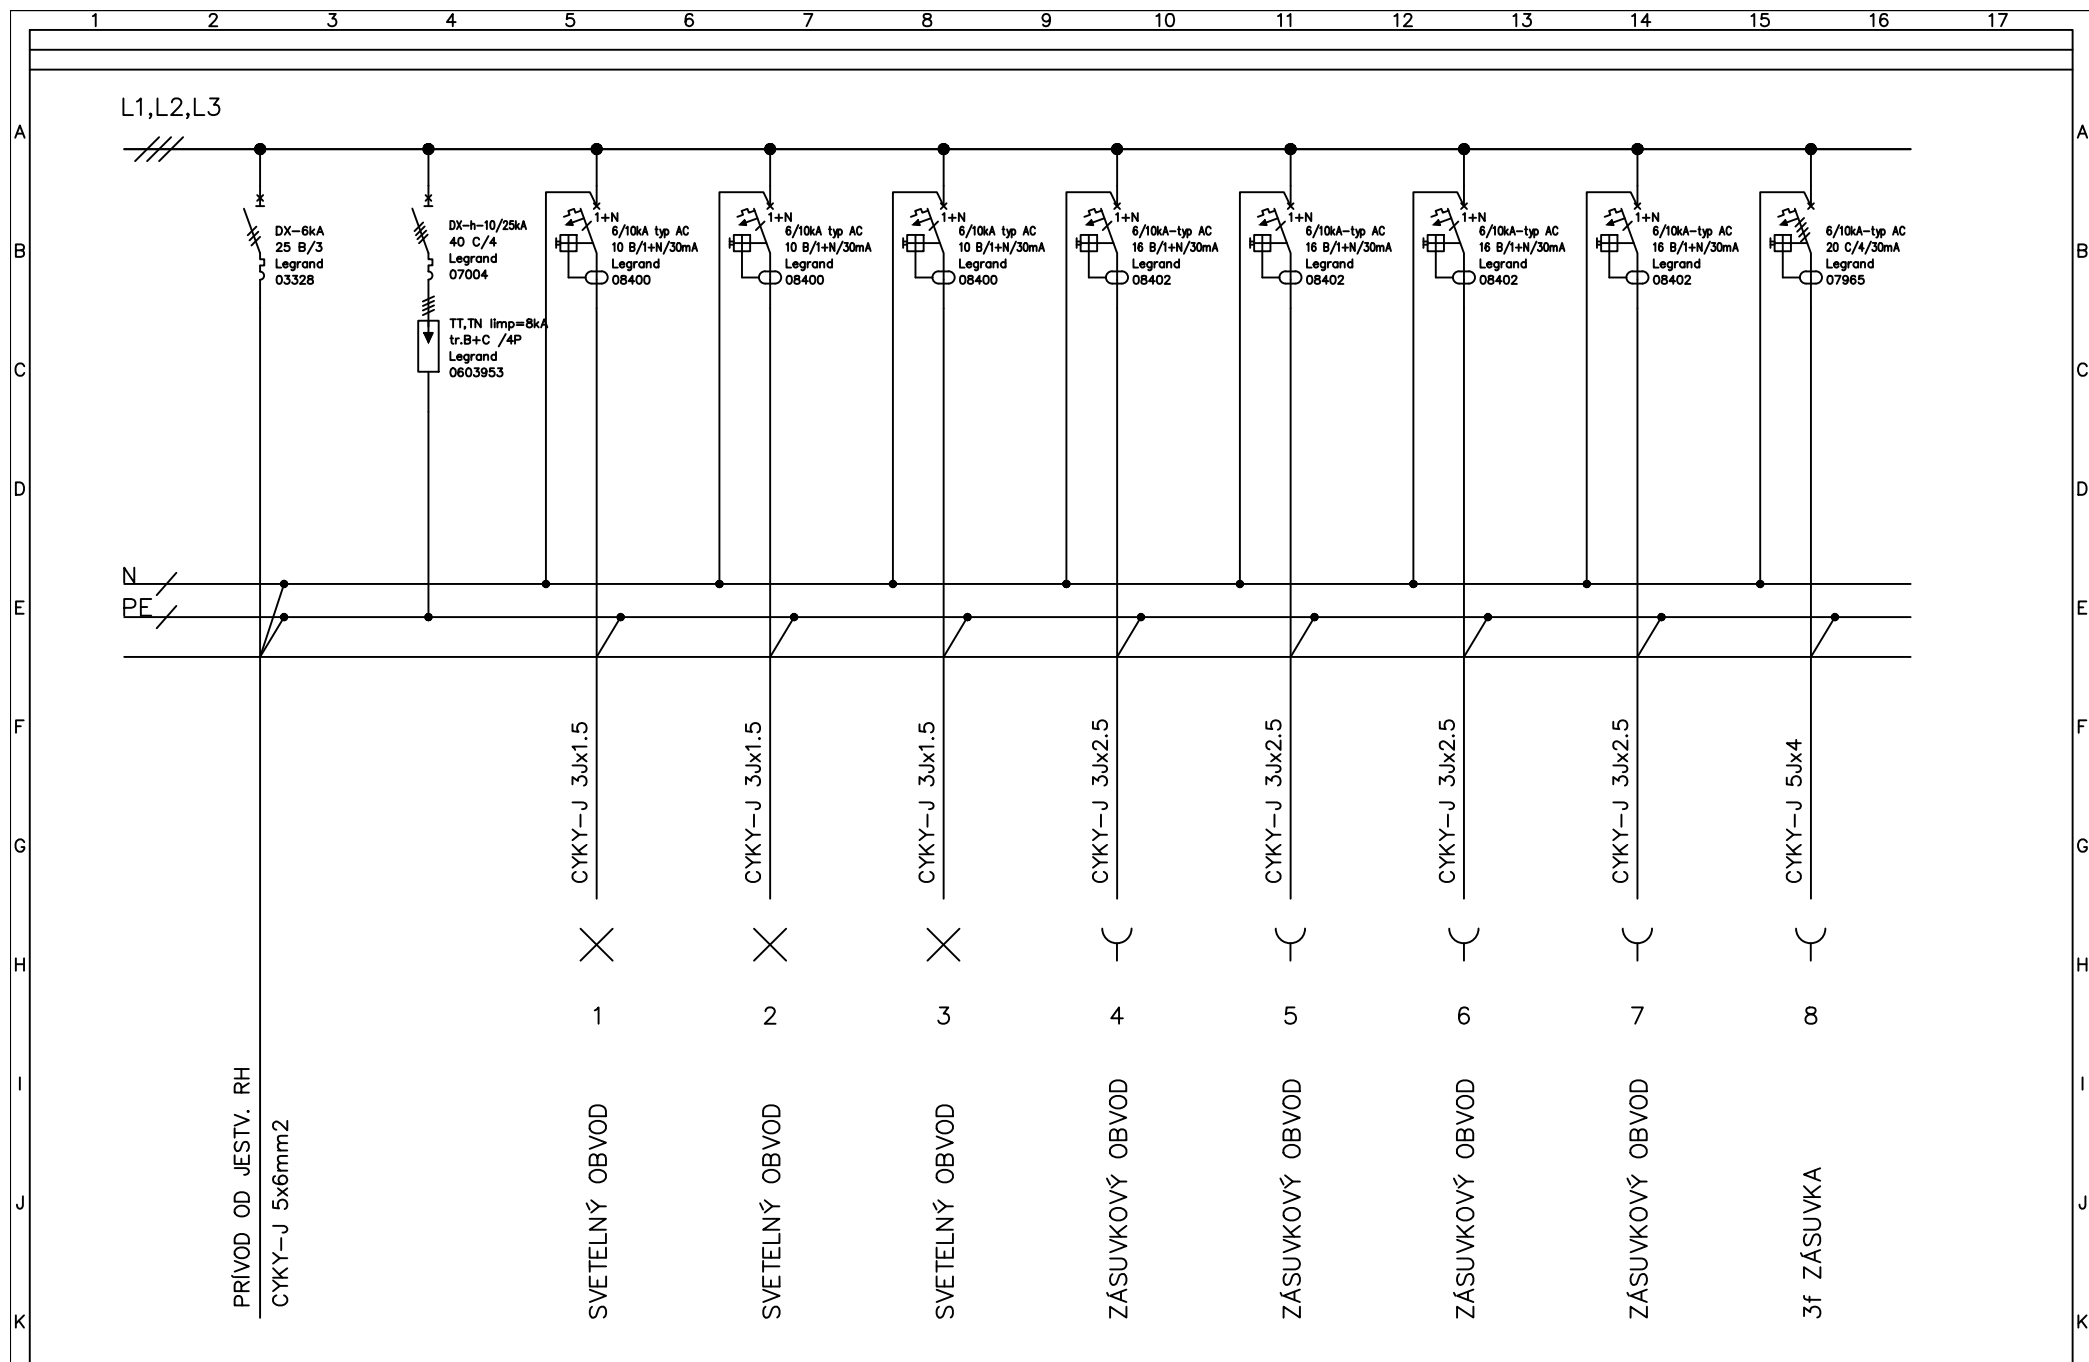 1 2 3 4 5 6 7 8 9 10 11 12 13 14 15 16 17
L1,L2,L3
A A
B B
C C
D D
E E
F F
G G
H H
I I
J J
K K
DX-6kA
25 B/3
Legrand
03328
DX-h-10/25kA
40 C/4
Legrand
07004
TT,TN Iimp=8kA
tr.B+C /4P
Legrand
0603953
1+N
6/10kA typ AC
10 B/1+N/30mA
Legrand
08400
1+N
6/10kA typ AC
10 B/1+N/30mA
Legrand
08400
1+N
6/10kA typ AC
10 B/1+N/30mA
Legrand
08400
1+N
6/10kA-typ AC
16 B/1+N/30mA
Legrand
08402
1+N
6/10kA-typ AC
16 B/1+N/30mA
Legrand
08402
1+N
6/10kA-typ AC
16 B/1+N/30mA
Legrand
08402
1+N
6/10kA-typ AC
16 B/1+N/30mA
Legrand
08402
6/10kA-typ AC
20 C/4/30mA
Legrand
07965
N
PE
CYKY-J 3Jx1.5
CYKY-J 3Jx1.5
CYKY-J 3Jx1.5
CYKY-J 3Jx2.5
CYKY-J 3Jx2.5
CYKY-J 3Jx2.5
CYKY-J 3Jx2.5
CYKY-J 5Jx4
1 2 3 4 5 6 7 8
PRÍVOD OD JESTV. RH
CYKY-J 5x6mm2
SVETELNÝ OBVOD
SVETELNÝ OBVOD
SVETELNÝ OBVOD
ZÁSUVKOVÝ OBVOD
ZÁSUVKOVÝ OBVOD
ZÁSUVKOVÝ OBVOD
ZÁSUVKOVÝ OBVOD
3f ZÁSUVKA